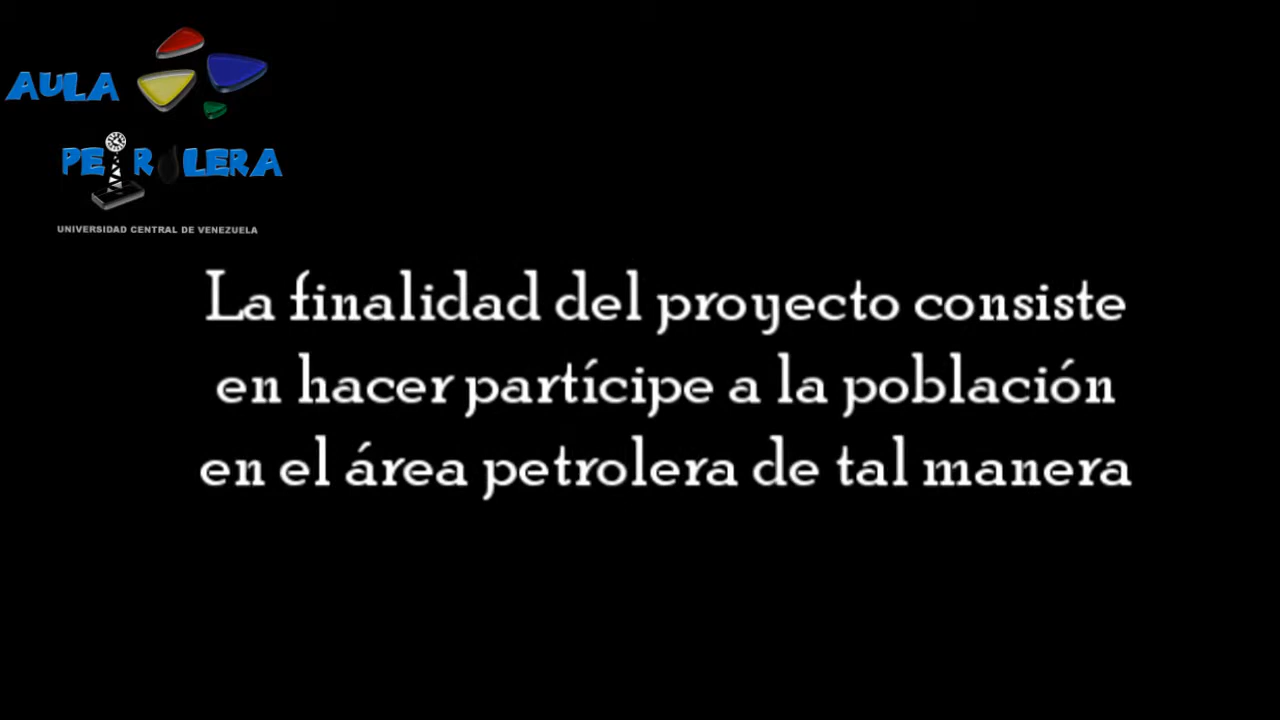 AULA
PETROLERA
UNIVERSIDAD CENTRAL DE VENEZUELA
La finalidad del proyecto consiste
en hacer partícipe a la población
en el área petrolera de tal manera